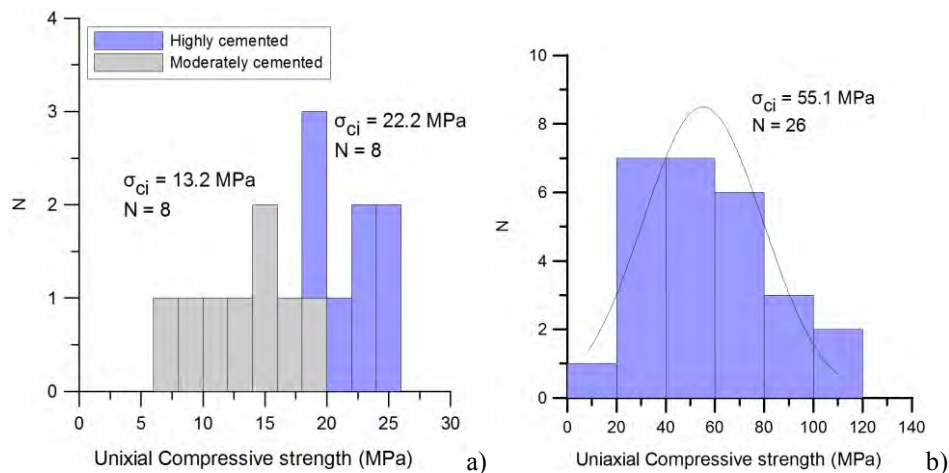 4
3
2
1
0
N
Highly cemented
Moderately cemented
σci = 22.2 MPa
N = 8
σci = 13.2 MPa
N = 8
0 5 10 15 20 25 30
Unixial Compressive strength (MPa)
a)
10
8
6
4
2
0
N
σci = 55.1 MPa
N = 26
0 20 40 60 80 100 120 140
Uniaxial Compressive strength (MPa)
b)